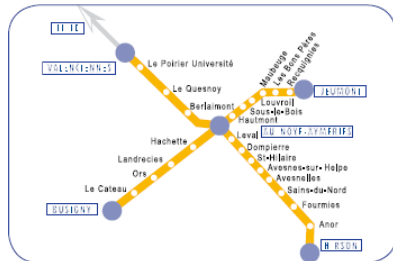 LILLE
VALENCIENNES
Le Poirier Université
Le Quesnoy
Berlaimont
Maubeuge
Les Bons Pères
Recquignies
JEUMONT
Louvroil
Sous-le-Bois
Hautmont
AULNOYE-AYMERIES
Hachette
Landrecies
Ors
Le Cateau
BUSIGNY
Leval
Dompierre
St-Hilaire
Avesnes-sur-Helpe
Avesnelles
Sains-du-Nord
Fourmies
Anor
HIRSON